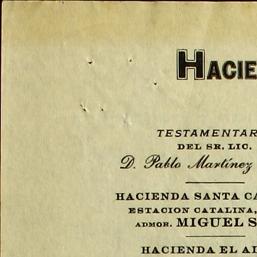 HACIE
TESTAMENTAR
DEL SR. LIC.
D. Pablo Martínez
HACIENDA SANTA CA
ESTACION CATALINA,
ADMOR. MIGUEL S
HACIENDA EL AL